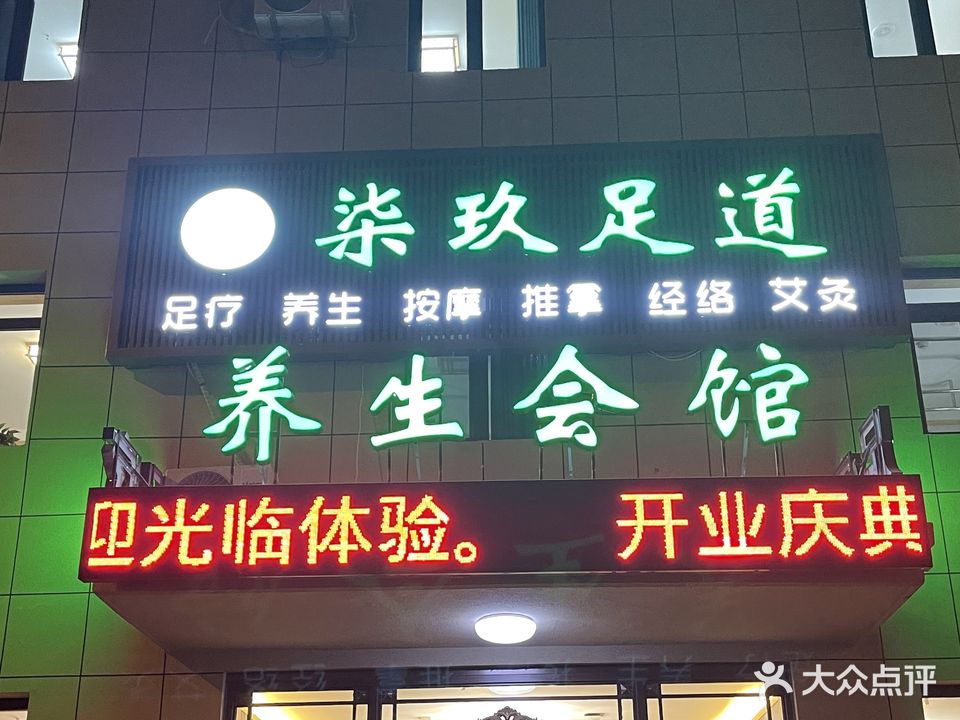 柒玖足道
足疗 养生 按摩 推拿 经络 艾灸
养生会馆
迎光临体验。 开业庆典
大众点评